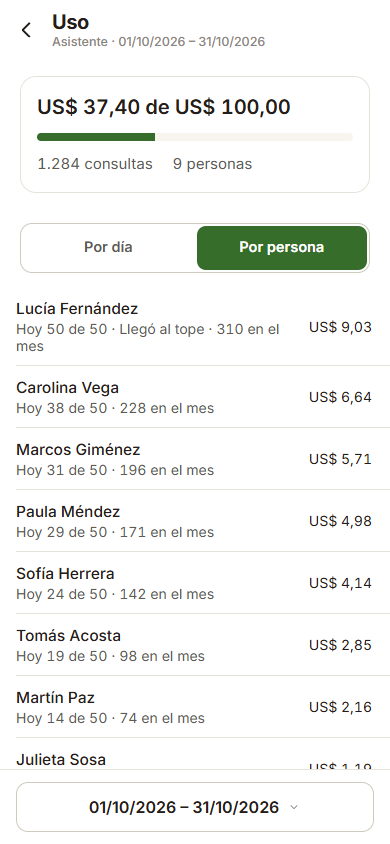 Uso
Asistente · 01/10/2026 – 31/10/2026
US$ 37,40 de US$ 100,00
1.284 consultas 9 personas
Por día Por persona
Lucía Fernández
Hoy 50 de 50 · Llegó al tope · 310 en el
mes
US$ 9,03
Carolina Vega
Hoy 38 de 50 · 228 en el mes
US$ 6,64
Marcos Giménez
Hoy 31 de 50 · 196 en el mes
US$ 5,71
Paula Méndez
Hoy 29 de 50 · 171 en el mes
US$ 4,98
Sofía Herrera
Hoy 24 de 50 · 142 en el mes
US$ 4,14
Tomás Acosta
Hoy 19 de 50 · 98 en el mes
US$ 2,85
Martín Paz
Hoy 14 de 50 · 74 en el mes
US$ 2,16
Julieta Sosa
01/10/2026 – 31/10/2026